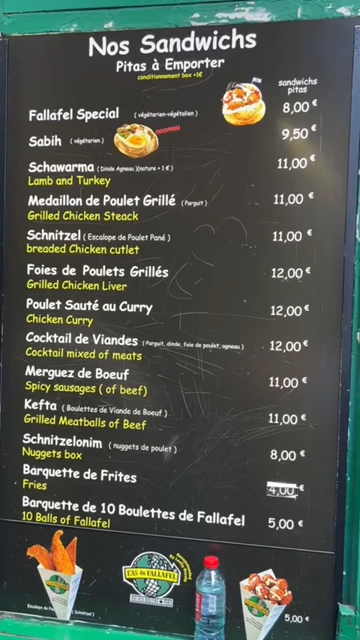 Nos Sandwichs
Pitas à Emporter
conditionnement box +3€
sandwichs
pitas
Fallafel Special ( végétarien-végétalien ) 8,00 €
Sabih ( végétarien ) NOUVEAU 9,50 €
Schawarma ( Dinde Agneau )(nature + 1 € ) 11,00 €
Lamb and Turkey
Medaillon de Poulet Grillé ( Parguit ) 11,00 €
Grilled Chicken Steack
Schnitzel ( Escalope de Poulet Pané ) 11,00 €
breaded Chicken cutlet
Foies de Poulets Grillés 12,00 €
Grilled Chicken Liver
Poulet Sauté au Curry 12,00 €
Chicken Curry
Cocktail de Viandes ( Parguit, dinde, foie de poulet, agneau ) 12,00 €
Cocktail mixed of meats
Merguez de Boeuf 11,00 €
Spicy sausages ( of beef)
Kefta ( Boulettes de Viande de Boeuf ) 11,00 €
Grilled Meatballs of Beef
Schnitzelonim ( nuggets de poulet ) 8,00 €
Nuggets box
Barquette de Frites 4,00 €
Fries
Barquette de 10 Boulettes de Fallafel 5,00 €
10 Balls of Fallafel
L'AS du FALLAFEL
Escalope de ( Schnitzel )
5,00 €